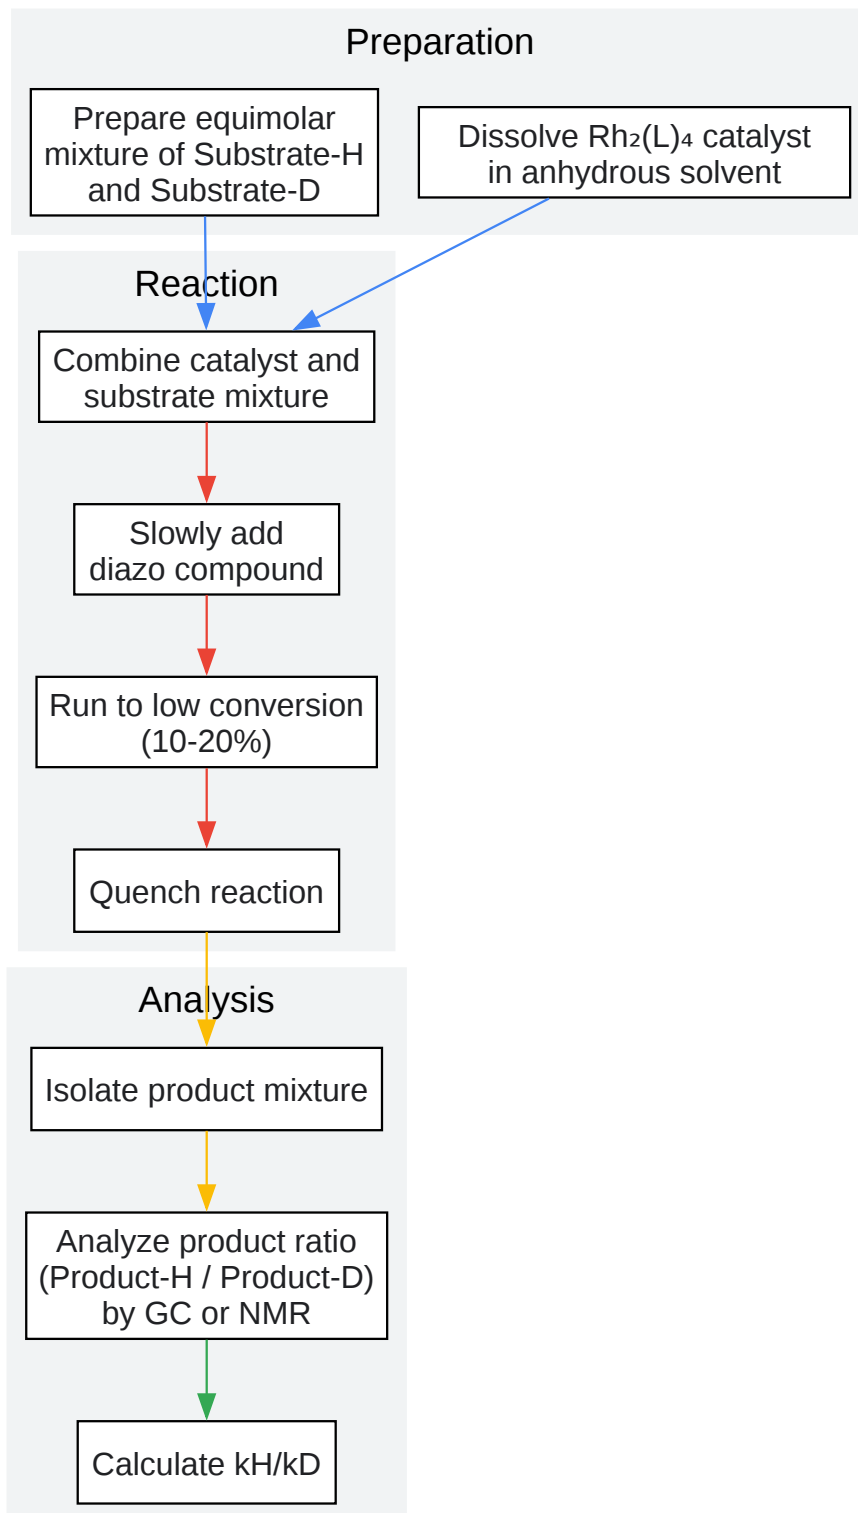 Preparation
Prepare equimolar
mixture of Substrate-H
and Substrate-D
Dissolve Rh₂(L)₄ catalyst
in anhydrous solvent
Reaction
Combine catalyst and
substrate mixture
Slowly add
diazo compound
Run to low conversion
(10-20%)
Quench reaction
Analysis
Isolate product mixture
Analyze product ratio
(Product-H / Product-D)
by GC or NMR
Calculate kH/kD